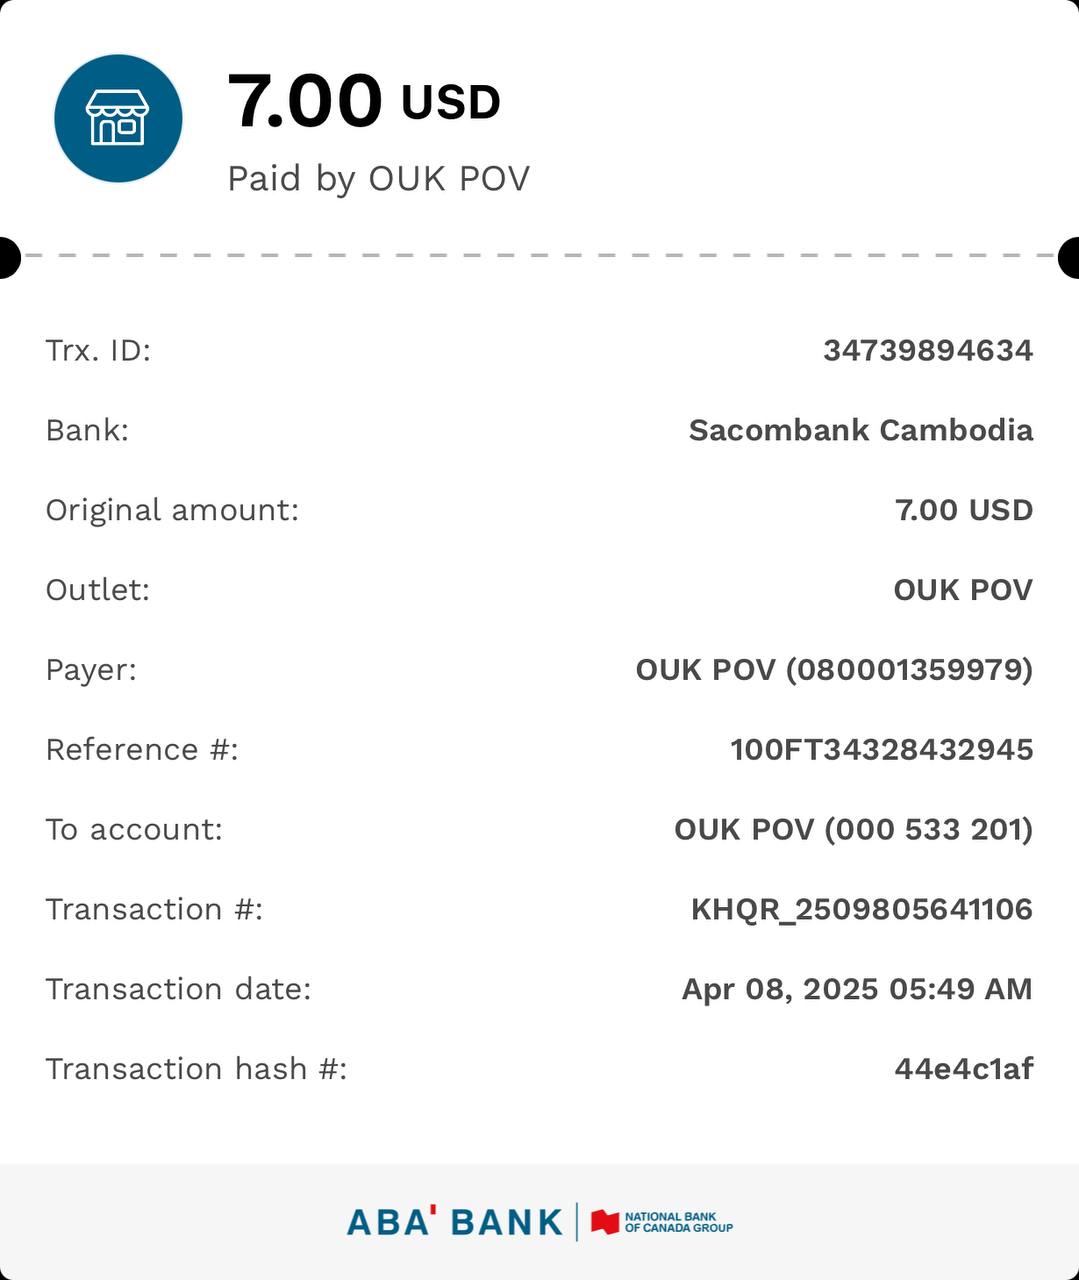 7.00 USD
Paid by OUK POV
Trx. ID: 34739894634
Bank: Sacombank Cambodia
Original amount: 7.00 USD
Outlet: OUK POV
Payer: OUK POV (080001359979)
Reference #: 100FT34328432945
To account: OUK POV (000 533 201)
Transaction #: KHQR_2509805641106
Transaction date: Apr 08, 2025 05:49 AM
Transaction hash #: 44e4c1af
ABA' BANK
NATIONAL BANK
OF CANADA GROUP